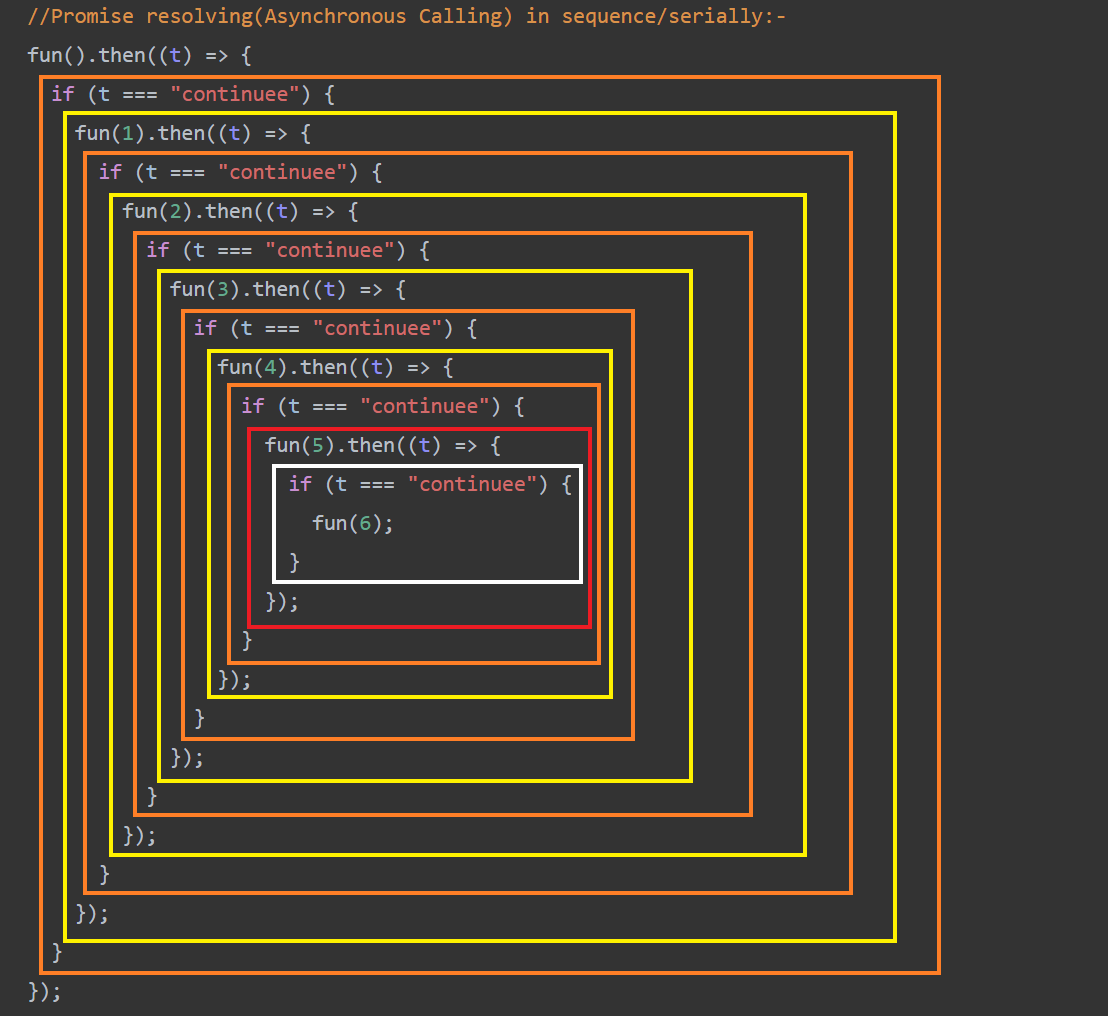 //Promise resolving(Asynchronous Calling) in sequence/serially:-
fun().then((t) => {
if (t === "continuee") {
fun(1).then((t) => {
if (t === "continuee") {
fun(2).then((t) => {
if (t === "continuee") {
fun(3).then((t) => {
if (t === "continuee") {
fun(4).then((t) => {
if (t === "continuee") {
fun(5).then((t) => {
if (t === "continuee") {
fun(6);
}
});
}
});
}
});
}
});
}
});
}
});